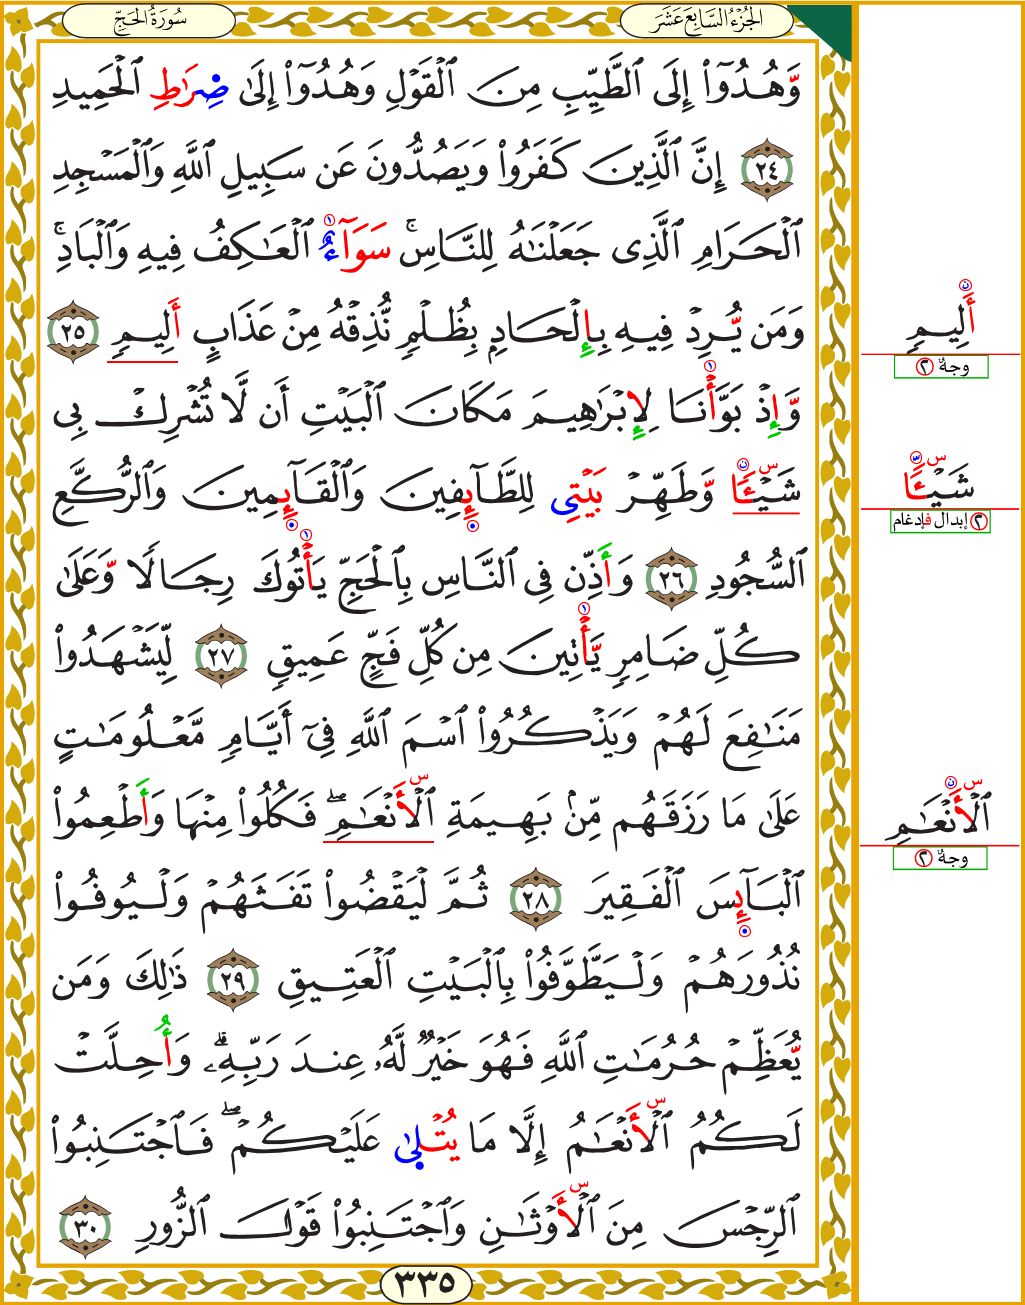 الجُزْءُ السَّابِعَ عَشَرَ
سُورَةُ الحَجِّ
وَّهُدُوٓاْ إِلَى ٱلطَّيِّبِ مِنَ ٱلْقَوْلِ وَهُدُوٓاْ إِلَىٰ صِرَٰطِ ٱلْحَمِيدِ
٢٤ إِنَّ ٱلَّذِينَ كَفَرُواْ وَيَصُدُّونَ عَن سَبِيلِ ٱللَّهِ وَٱلْمَسْجِدِ
ٱلْحَرَامِ ٱلَّذِى جَعَلْنَٰهُ لِلنَّاسِ ۚ سَوَآءٌ ٱلْعَٰكِفُ فِيهِ وَٱلْبَادِ ۚ
وَمَن يُّرِدْ فِيهِ بِإِلْحَادٍ بِظُلْمٍ نُّذِقْهُ مِنْ عَذَابٍ أَلِيمٍ ٢٥
وَّإِذْ بَوَّأْنَا لِإِبْرَٰهِيمَ مَكَانَ ٱلْبَيْتِ أَن لَّا تُشْرِكْ بِى
شَيْـًٔا وَّطَهِّرْ بَيْتِى لِلطَّآئِفِينَ وَٱلْقَآئِمِينَ وَٱلرُّكَّعِ
ٱلسُّجُودِ ٢٦ وَأَذِّن فِى ٱلنَّاسِ بِٱلْحَجِّ يَأْتُوكَ رِجَالًا وَّعَلَىٰ
كُلِّ ضَامِرٍ يَّأْتِينَ مِن كُلِّ فَجٍّ عَمِيقٍ ٢٧ لِّيَشْهَدُواْ
مَنَٰفِعَ لَهُمْ وَيَذْكُرُواْ ٱسْمَ ٱللَّهِ فِىٓ أَيَّامٍ مَّعْلُومَٰتٍ
عَلَىٰ مَا رَزَقَهُم مِّنۢ بَهِيمَةِ ٱلْأَنْعَٰمِ ۖ فَكُلُواْ مِنْهَا وَأَطْعِمُواْ
ٱلْبَآئِسَ ٱلْفَقِيرَ ٢٨ ثُمَّ لْيَقْضُواْ تَفَثَهُمْ وَلْيُوفُواْ
نُذُورَهُمْ وَلْيَطَّوَّفُواْ بِٱلْبَيْتِ ٱلْعَتِيقِ ٢٩ ذَٰلِكَ وَمَن
يُّعَظِّمْ حُرُمَٰتِ ٱللَّهِ فَهُوَ خَيْرٌ لَّهُۥ عِندَ رَبِّهِۦ ۗ وَأُحِلَّتْ
لَكُمُ ٱلْأَنْعَٰمُ إِلَّا مَا يُتْلَىٰ عَلَيْكُمْ ۖ فَٱجْتَنِبُواْ
ٱلرِّجْسَ مِنَ ٱلْأَوْثَٰنِ وَٱجْتَنِبُواْ قَوْلَ ٱلزُّورِ ٣٠
٣٣٥
أَلِيمٍ
٢ وجهٌ
شَيْـًٔا
٢ إبدال فإدغام
ٱلْأَنْعَٰمِ
٢ وجهٌ